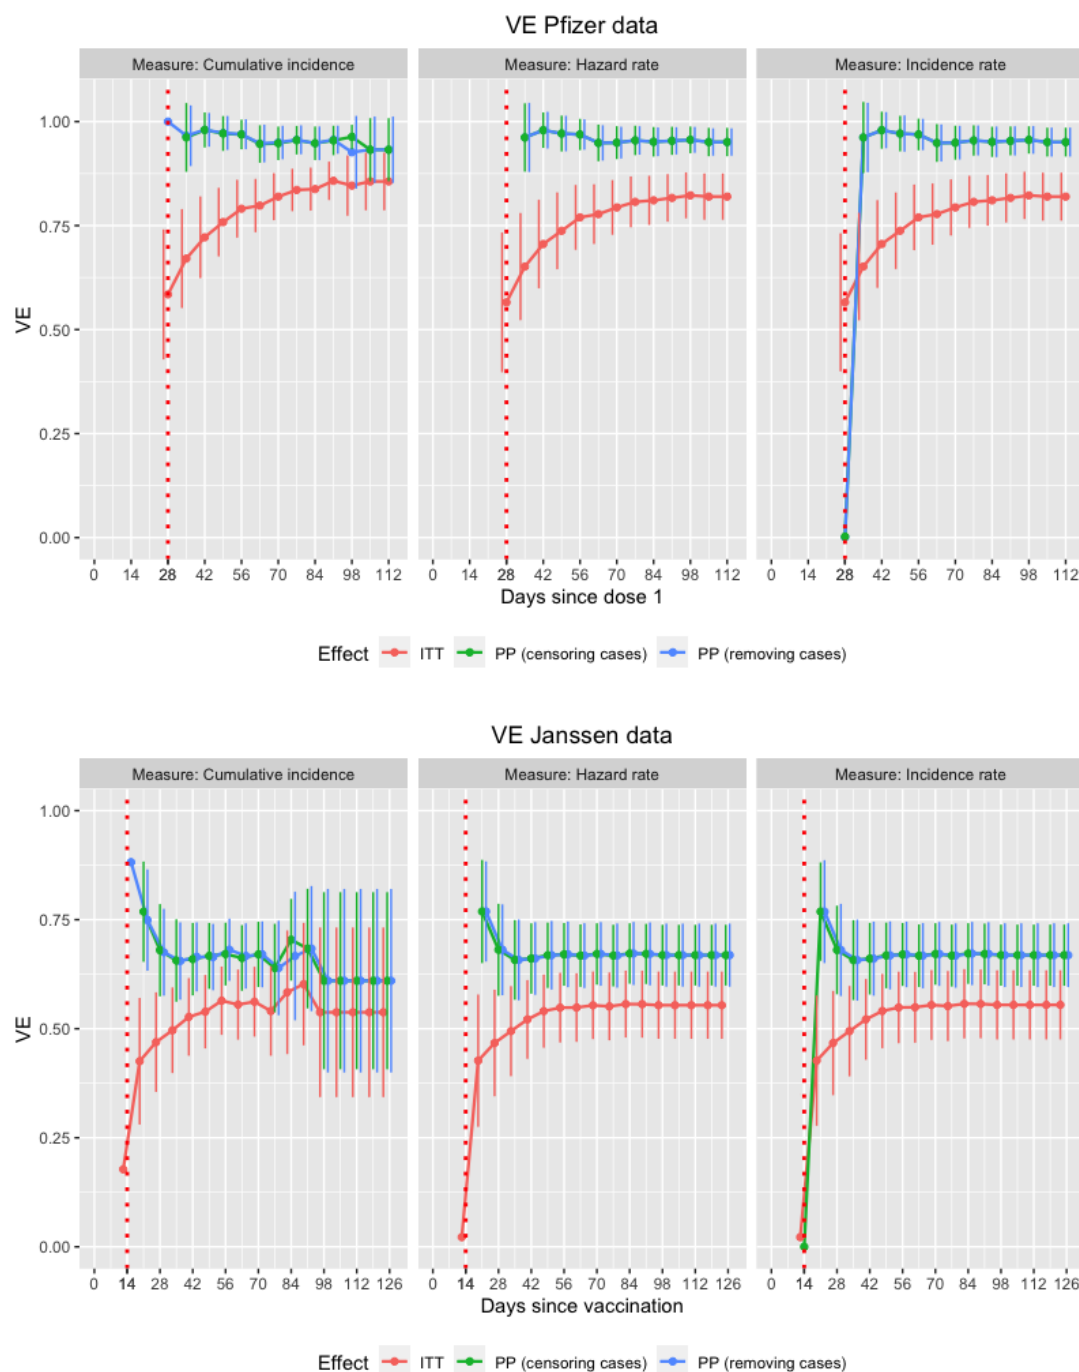 VE Pfizer data
Measure: Cumulative incidence Measure: Hazard rate Measure: Incidence rate
1.00
0.75
0.50
0.25
0.00
VE
0 14 28 42 56 70 84 98 112 0 14 28 42 56 70 84 98 112 0 14 28 42 56 70 84 98 112
Days since dose 1
Effect ITT PP (censoring cases) PP (removing cases)
VE Janssen data
Measure: Cumulative incidence Measure: Hazard rate Measure: Incidence rate
1.00
0.75
0.50
0.25
0.00
VE
0 14 28 42 56 70 84 98 112 126 0 14 28 42 56 70 84 98 112 126 0 14 28 42 56 70 84 98 112 126
Days since vaccination
Effect ITT PP (censoring cases) PP (removing cases)